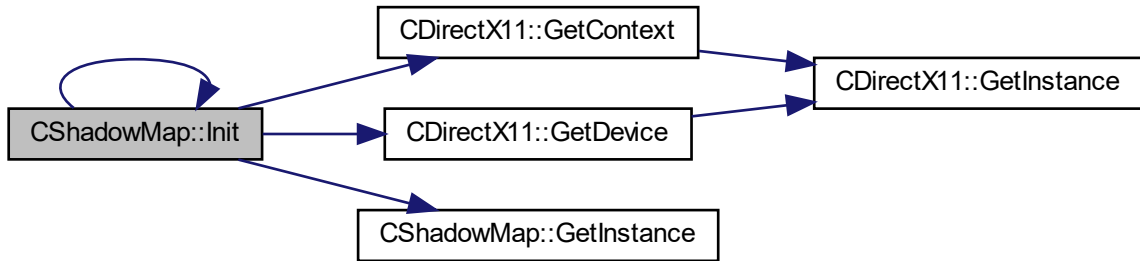 CDirectX11::GetContext
CDirectX11::GetInstance
CShadowMap::Init
CDirectX11::GetDevice
CShadowMap::GetInstance